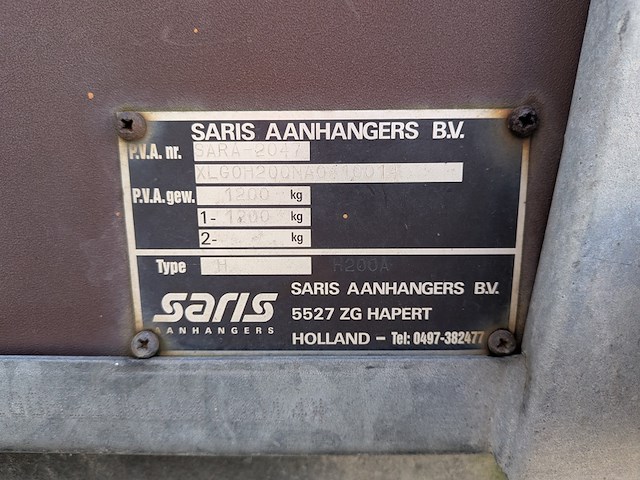 SARIS AANHANGERS B.V.
P.V.A. nr. SARA-2047
P.V.A. gew. 1200 kg
1- 1200 kg
2- kg
Type H H200A
saris
AANHANGERS
SARIS AANHANGERS B.V.
5527 ZG HAPERT
HOLLAND – Tel: 0497-382477